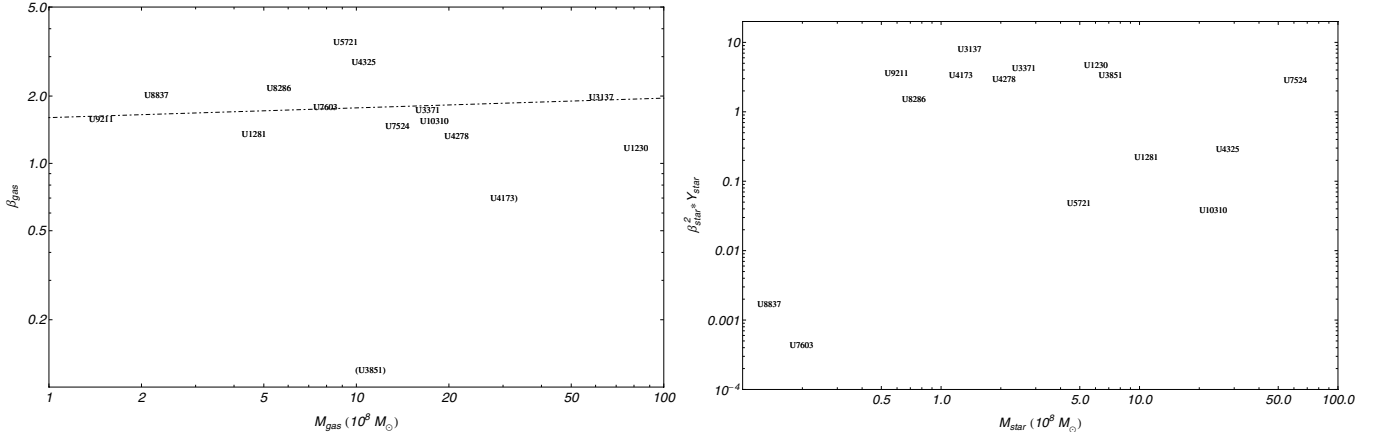 5.0
U5721
U4325
U8286
U8837
2.0
U3137
U7603
U3371
U9211
U10310
U7524
U1281
U4278
U1230
1.0
β_gas
U4173)
0.5
0.2
(U3851)
1 2 5 10 20 50 100
M_gas (10^8 M_⊙)
10
U3137
U1230
U3371
U9211
U4173
U3851
U4278
U7524
U8286
1
U4325
U1281
0.1
β_star^2 * Y_star
U5721
U10310
0.01
U8837
0.001
U7603
10^-4
0.5 1.0 5.0 10.0 50.0 100.0
M_star (10^8 M_⊙)